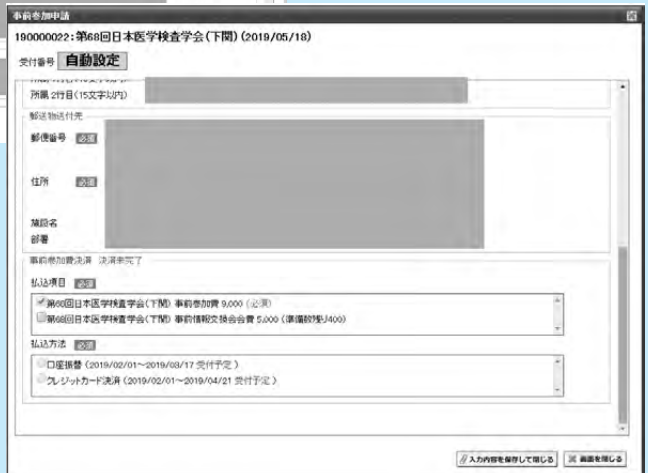 事前参加申請
190000022:第68回日本医学検査学会(下関)(2019/05/18)
受付番号 自動設定
所属 2行目(15文字以内)
郵送物送付先
郵便番号 必須
住所 必須
施設名
部署
事前参加費決済 決済未完了
払込項目 必須
第68回日本医学検査学会(下関) 事前参加費 9,000 (必須)
第68回日本医学検査学会(下関) 事前情報交換会会費 5,000 (準備数残り400)
払込方法 必須
口座振替 (2019/02/01~2019/03/17 受付予定)
クレジットカード決済 (2019/02/01~2019/04/21 受付予定)
入力内容を保存して閉じる 画面を閉じる